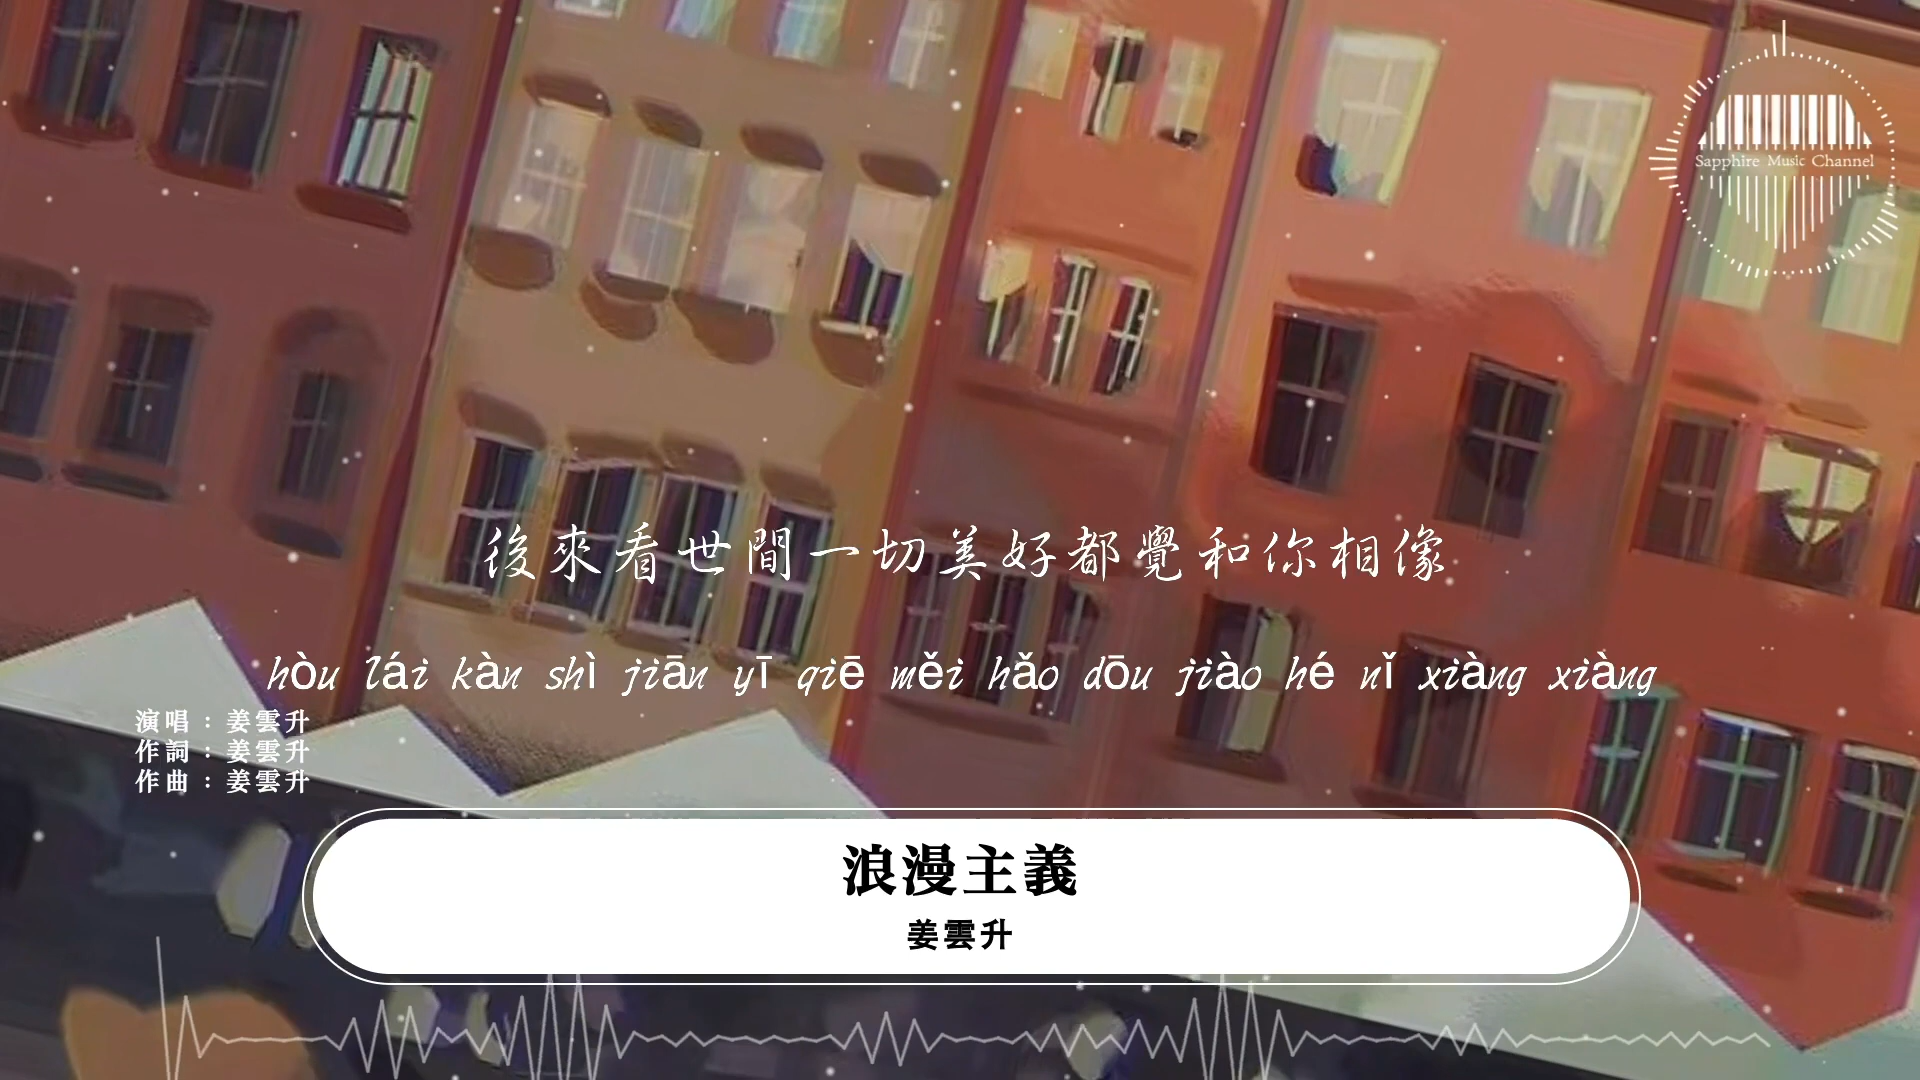 Sapphire Music Channel
後來看世間一切美好都覺和你相像
hòu lái kàn shì jiān yī qiē měi hǎo dōu jiào hé nǐ xiàng xiàng
演唱：姜雲升
作詞：姜雲升
作曲：姜雲升
浪漫主義
姜雲升